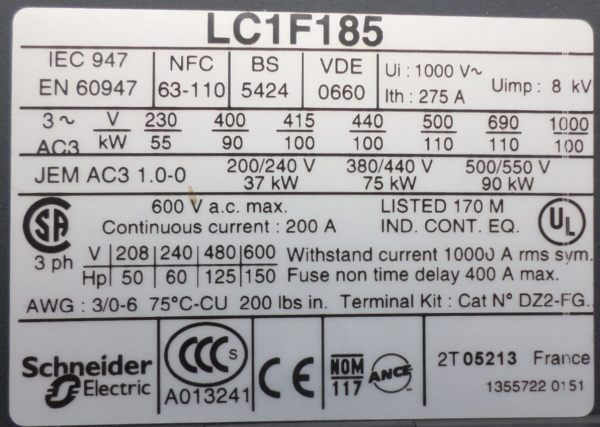 LC1F185
IEC 947 NFC BS VDE Ui : 1000 V~ Uimp : 8 kV
EN 60947 63-110 5424 0660 Ith : 275 A
3~ V 230 400 415 440 500 690 1000
AC3 kW 55 90 100 100 110 110 100
JEM AC3 1.0-0 200/240 V 380/440 V 500/550 V
37 kW 75 kW 90 kW
SA 600 V a.c. max. LISTED 170 M UL
Continuous current : 200 A IND. CONT. EQ.
3 ph V 208 240 480 600 Withstand current 10000 A rms sym.
Hp 50 60 125 150 Fuse non time delay 400 A max.
AWG : 3/0-6 75°C-CU 200 lbs in. Terminal Kit : Cat N° DZ2-FG..
Schneider CCC S CE NOM ANCE 2T 05213 France
Electric A013241 117 1355722 0151